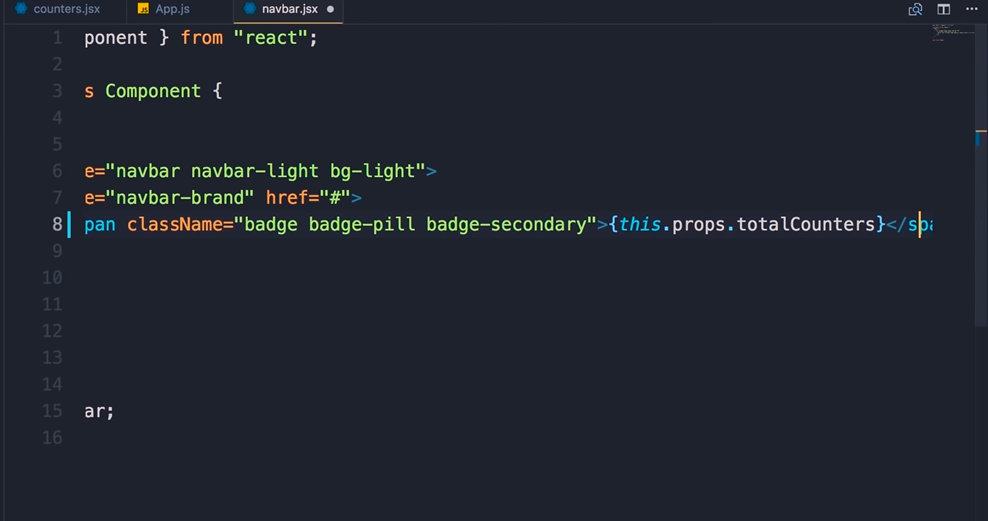 counters.jsx App.js navbar.jsx
1 ponent } from "react";
2
3 s Component {
4
5
6 e="navbar navbar-light bg-light">
7 e="navbar-brand" href="#">
8 pan className="badge badge-pill badge-secondary">{this.props.totalCounters}</spa
9
10
11
12
13
14
15 ar;
16